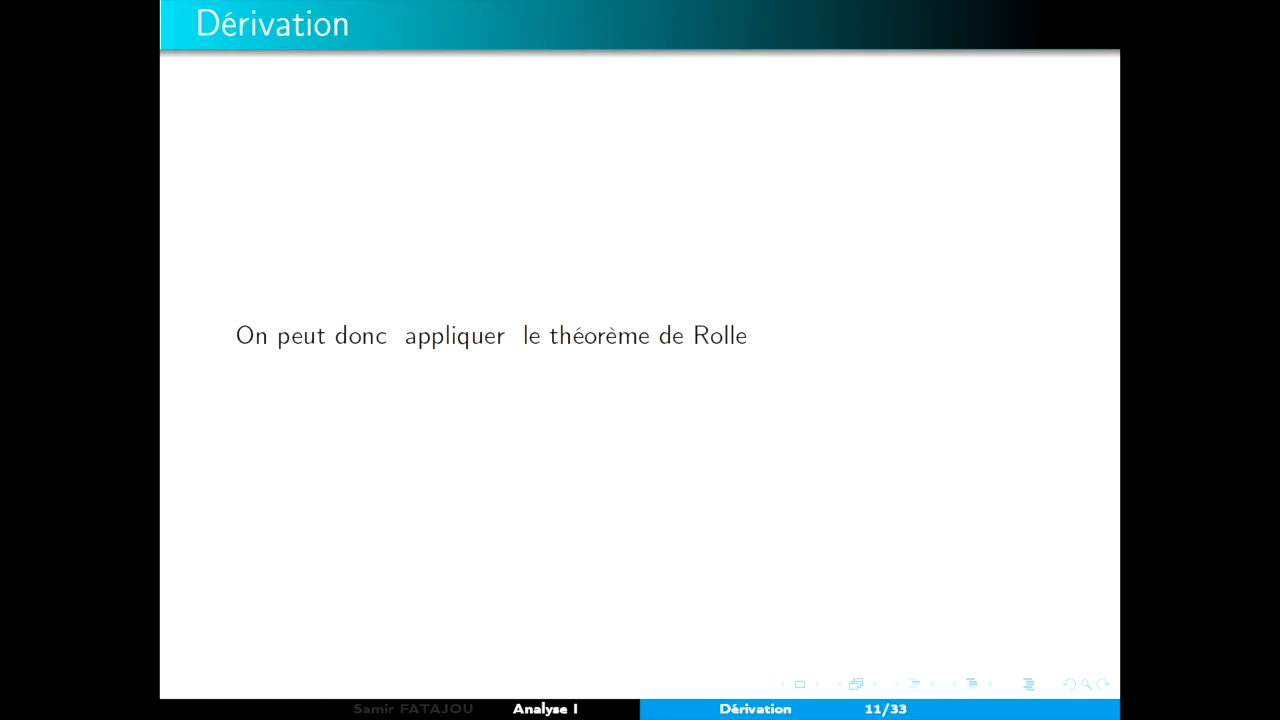 Dérivation
On peut donc appliquer le théorème de Rolle
Samir FATAJOU Analyse I Dérivation 11/33